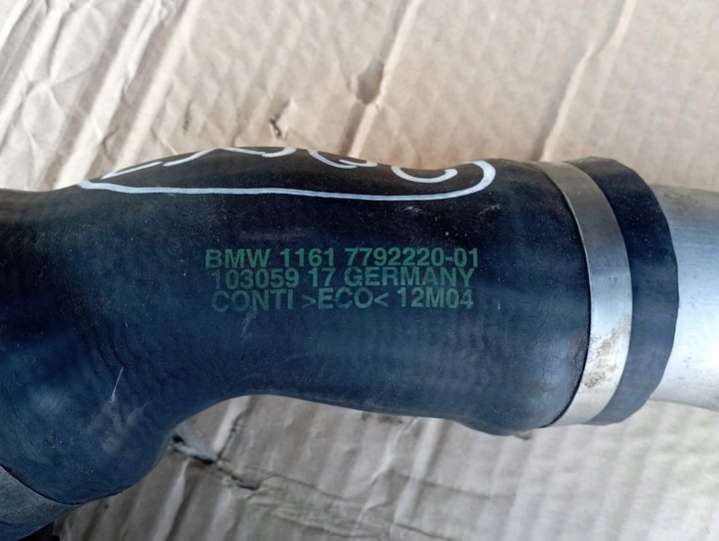 BMW 1161 7792220-01
103059 17 GERMANY
CONTI >ECO< 12M04